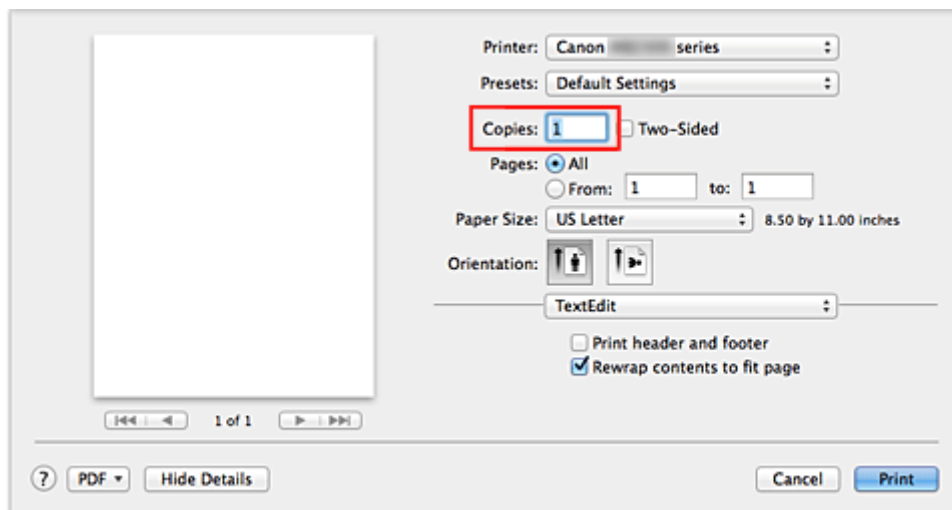 Printer: Canon series
Presets: Default Settings
Copies: 1 Two-Sided
Pages: All
From: 1 to: 1
Paper Size: US Letter 8.50 by 11.00 inches
Orientation:
TextEdit
Print header and footer
Rewrap contents to fit page
1 of 1
? PDF Hide Details Cancel Print